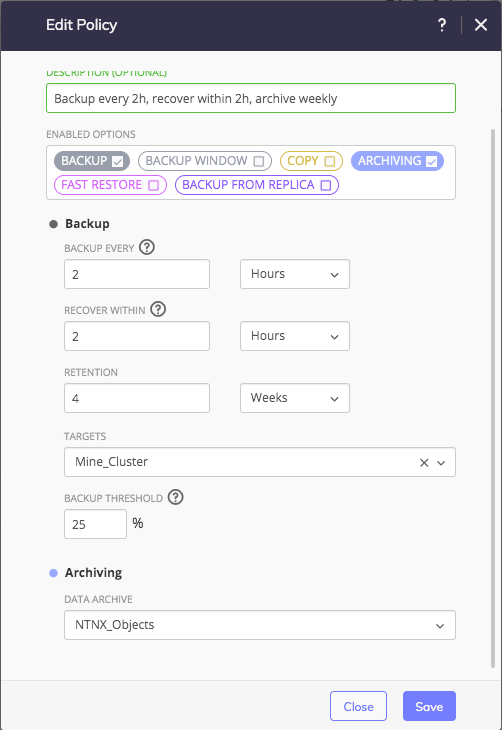 Edit Policy ?
DESCRIPTION (OPTIONAL)
Backup every 2h, recover within 2h, archive weekly
ENABLED OPTIONS
BACKUP BACKUP WINDOW COPY ARCHIVING
FAST RESTORE BACKUP FROM REPLICA
Backup
BACKUP EVERY ?
2 Hours
RECOVER WITHIN ?
2 Hours
RETENTION
4 Weeks
TARGETS
Mine_Cluster
BACKUP THRESHOLD ?
25 %
Archiving
DATA ARCHIVE
NTNX_Objects
Close Save